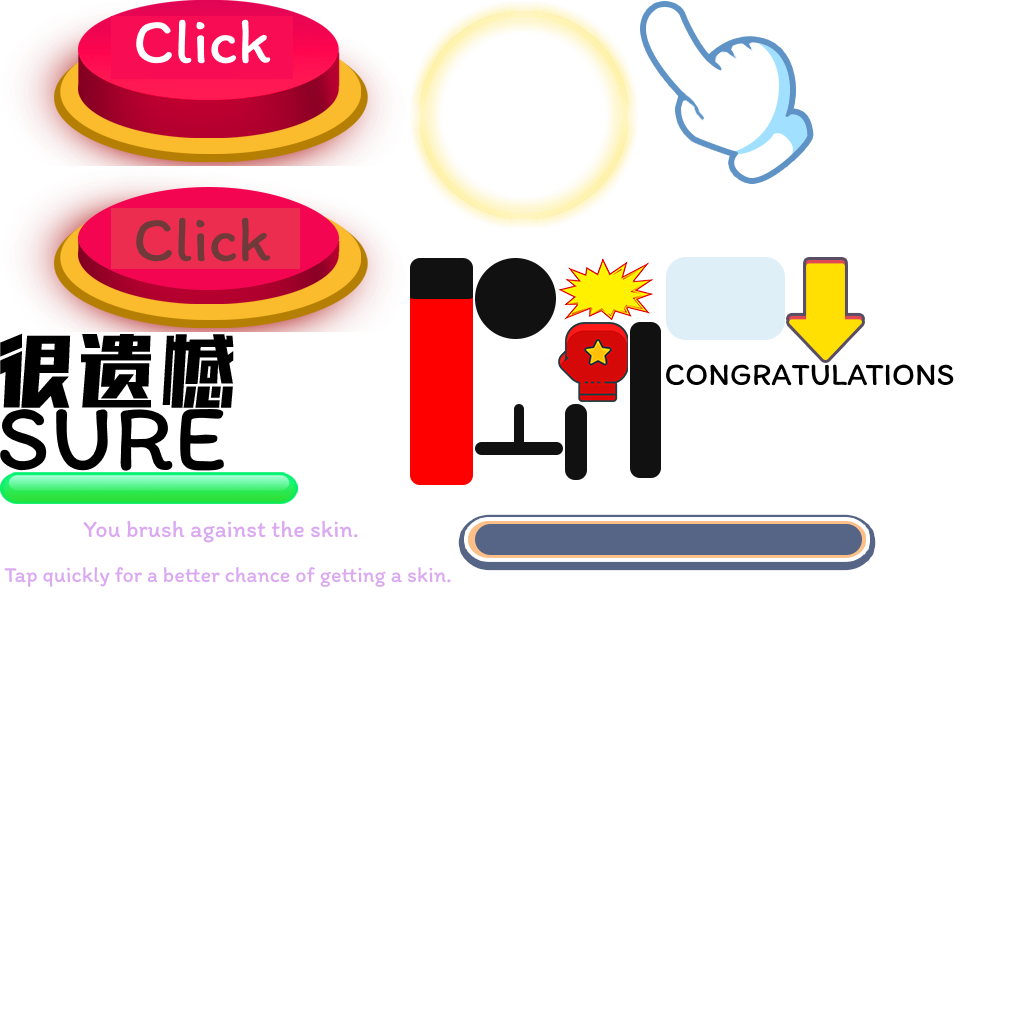 Click
Click
很遗憾
SURE
CONGRATULATIONS
You brush against the skin.
Tap quickly for a better chance of getting a skin.